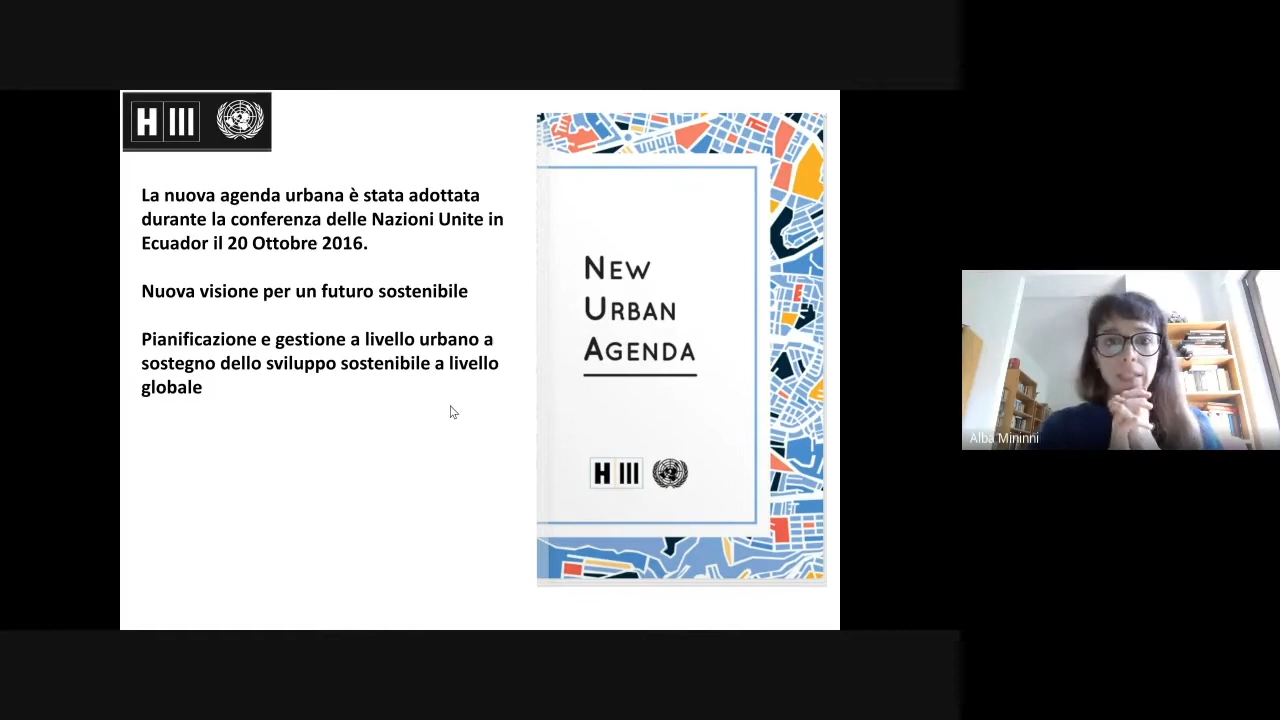 H III
La nuova agenda urbana è stata adottata
durante la conferenza delle Nazioni Unite in
Ecuador il 20 Ottobre 2016.
Nuova visione per un futuro sostenibile
Pianificazione e gestione a livello urbano a
sostegno dello sviluppo sostenibile a livello
globale
NEW
URBAN
AGENDA
H III
Alba Mininni